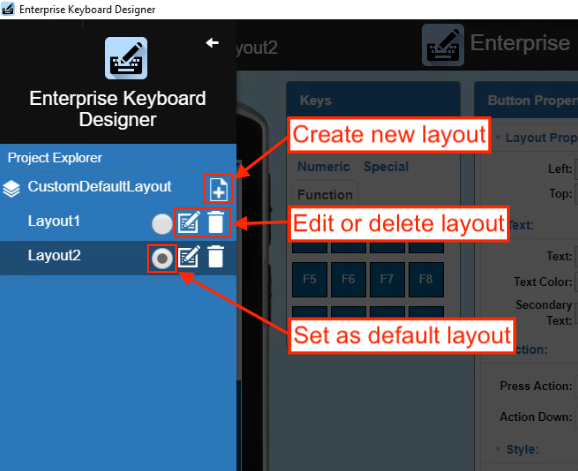 Enterprise Keyboard Designer
yout2
Enterprise
Enterprise Keyboard
Designer
Project Explorer
CustomDefaultLayout
Layout1
Layout2
Create new layout
Edit or delete layout
Set as default layout
Keys
Numeric Special
Function
F5 F6 F7 F8
Button Proper
Layout Prop
Left:
Top:
Text:
Text:
Text Color:
Secondary
Text:
ction:
Press Action:
Action Down:
Style: